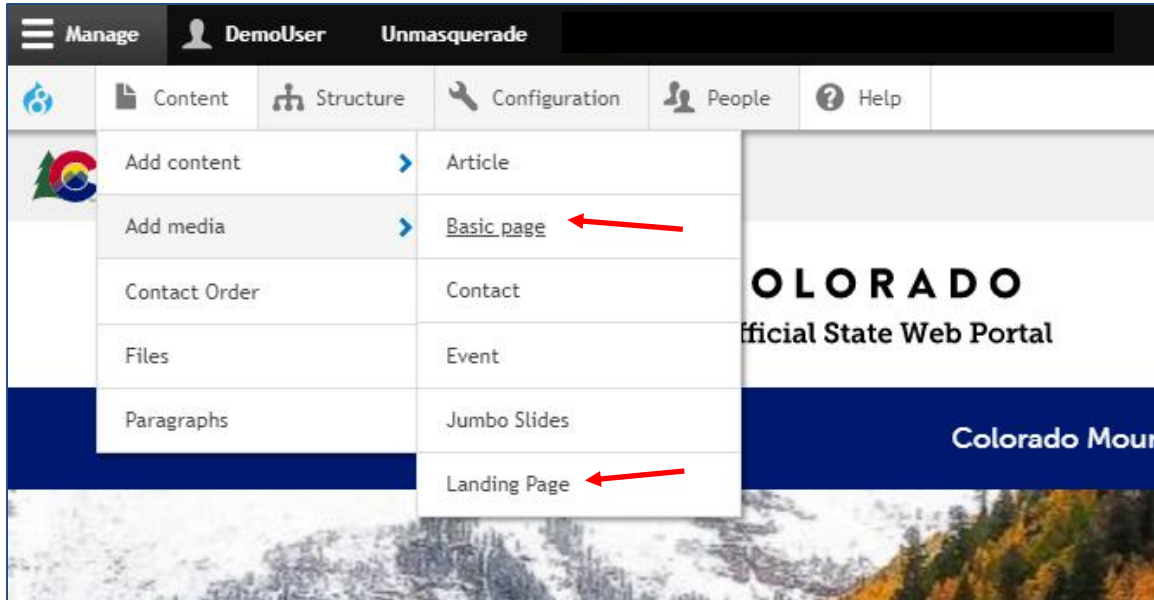 Manage DemoUser Unmasquerade
Content Structure Configuration People Help
Add content Article
Add media Basic page
Contact Order Contact
Files Event
Paragraphs Jumbo Slides
Landing Page
C
OLORADO
fficial State Web Portal
Colorado Mour